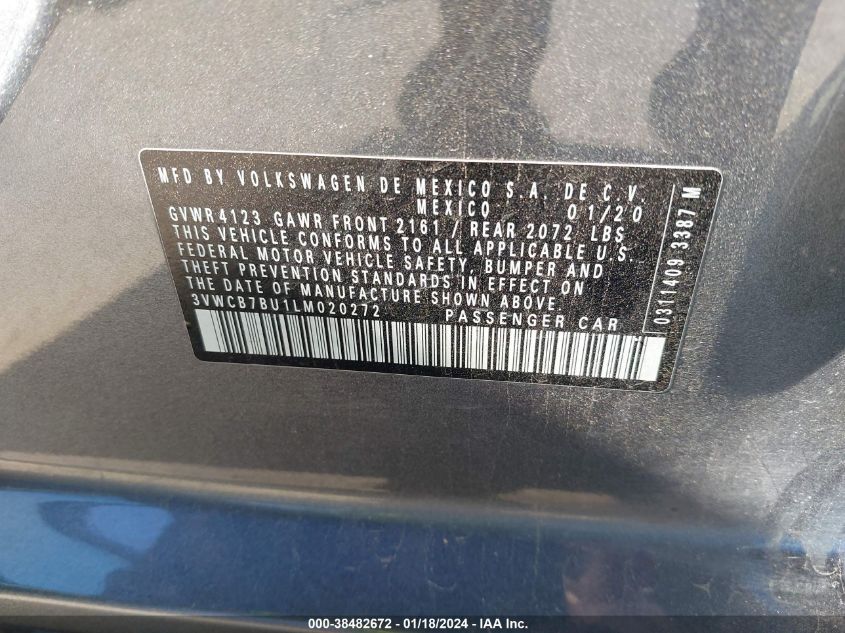 MFD BY VOLKSWAGEN DE MEXICO S.A. DE C.V.
MEXICO 01/20
GVWR 4123 GAWR FRONT 2161 / REAR 2072 LBS
THIS VEHICLE CONFORMS TO ALL APPLICABLE U.S.
FEDERAL MOTOR VEHICLE SAFETY, BUMPER AND
THEFT PREVENTION STANDARDS IN EFFECT ON
THE DATE OF MANUFACTURE SHOWN ABOVE.
3VWCB7BU1LM020272 PASSENGER CAR
0311409 3387 M
000-38482672 - 01/18/2024 - IAA Inc.